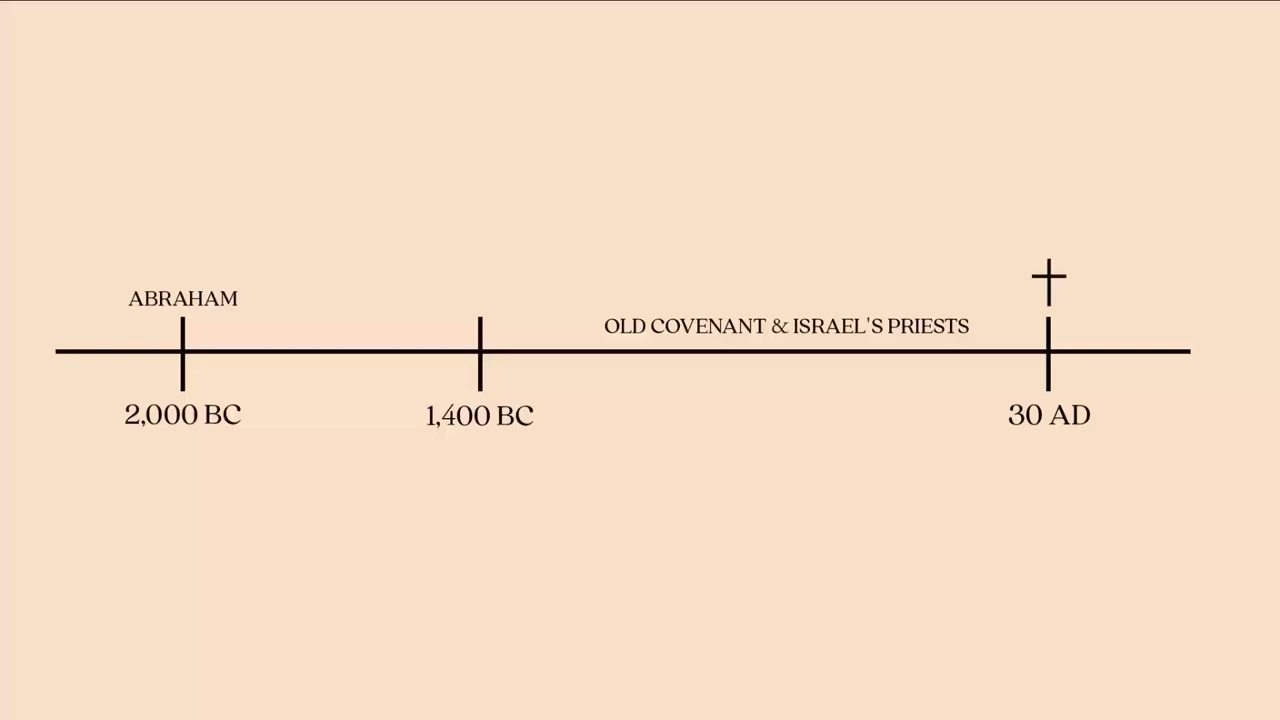 ABRAHAM
OLD COVENANT & ISRAEL'S PRIESTS
2,000 BC
1,400 BC
30 AD